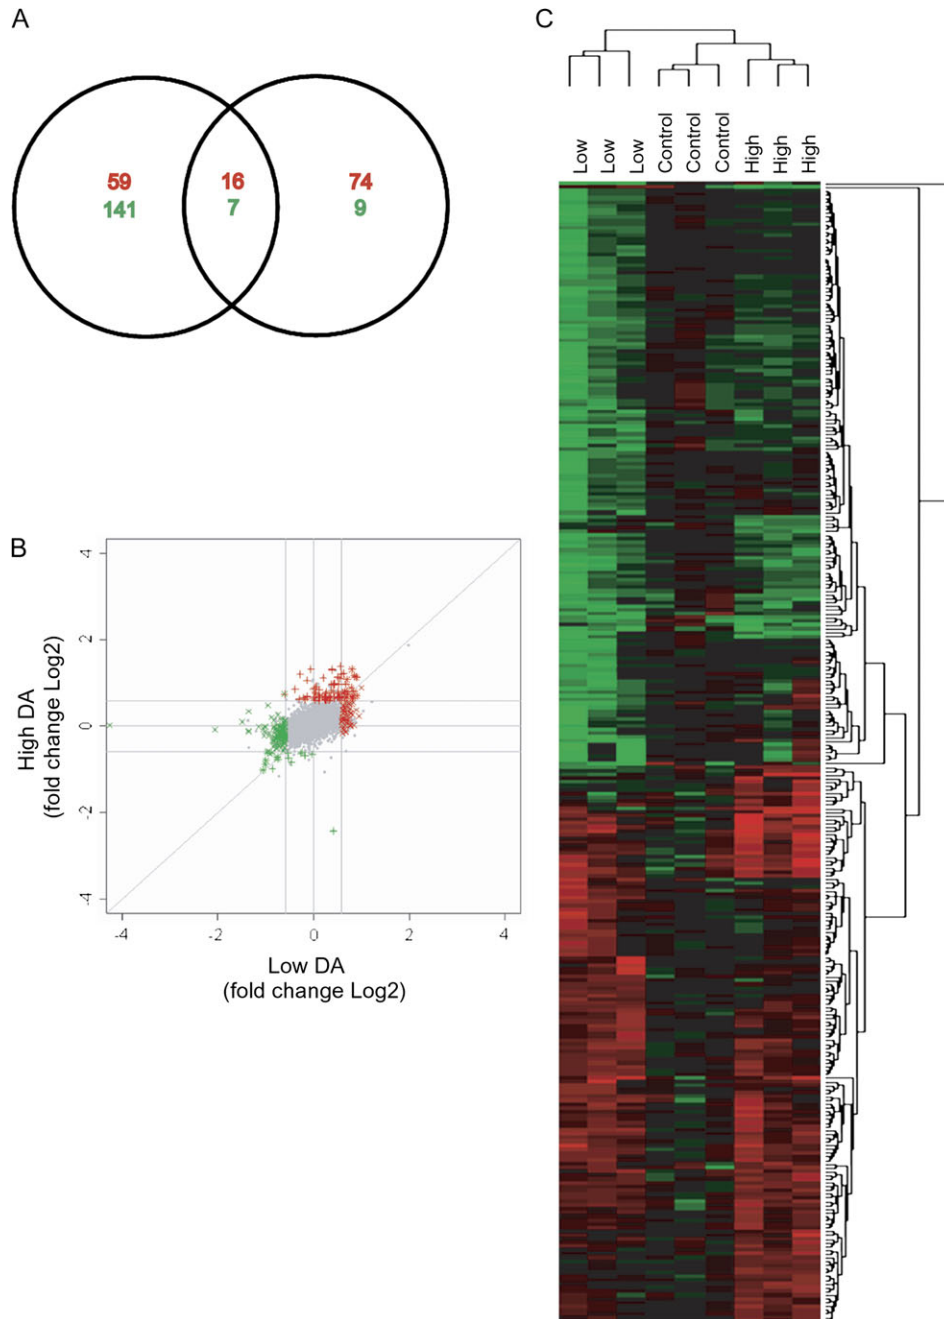 A
59 16 74
141 7 9
B
4
2
0
-2
-4
High DA
(fold change Log2)
-4 -2 0 2 4
Low DA
(fold change Log2)
C
Low Low Low Control Control Control High High High